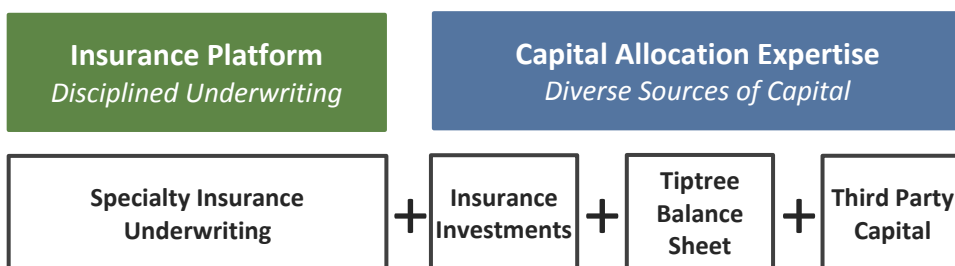 Insurance Platform
Disciplined Underwriting
Capital Allocation Expertise
Diverse Sources of Capital
Specialty Insurance
Underwriting
+
Insurance
Investments
+
Tiptree
Balance
Sheet
+
Third Party
Capital